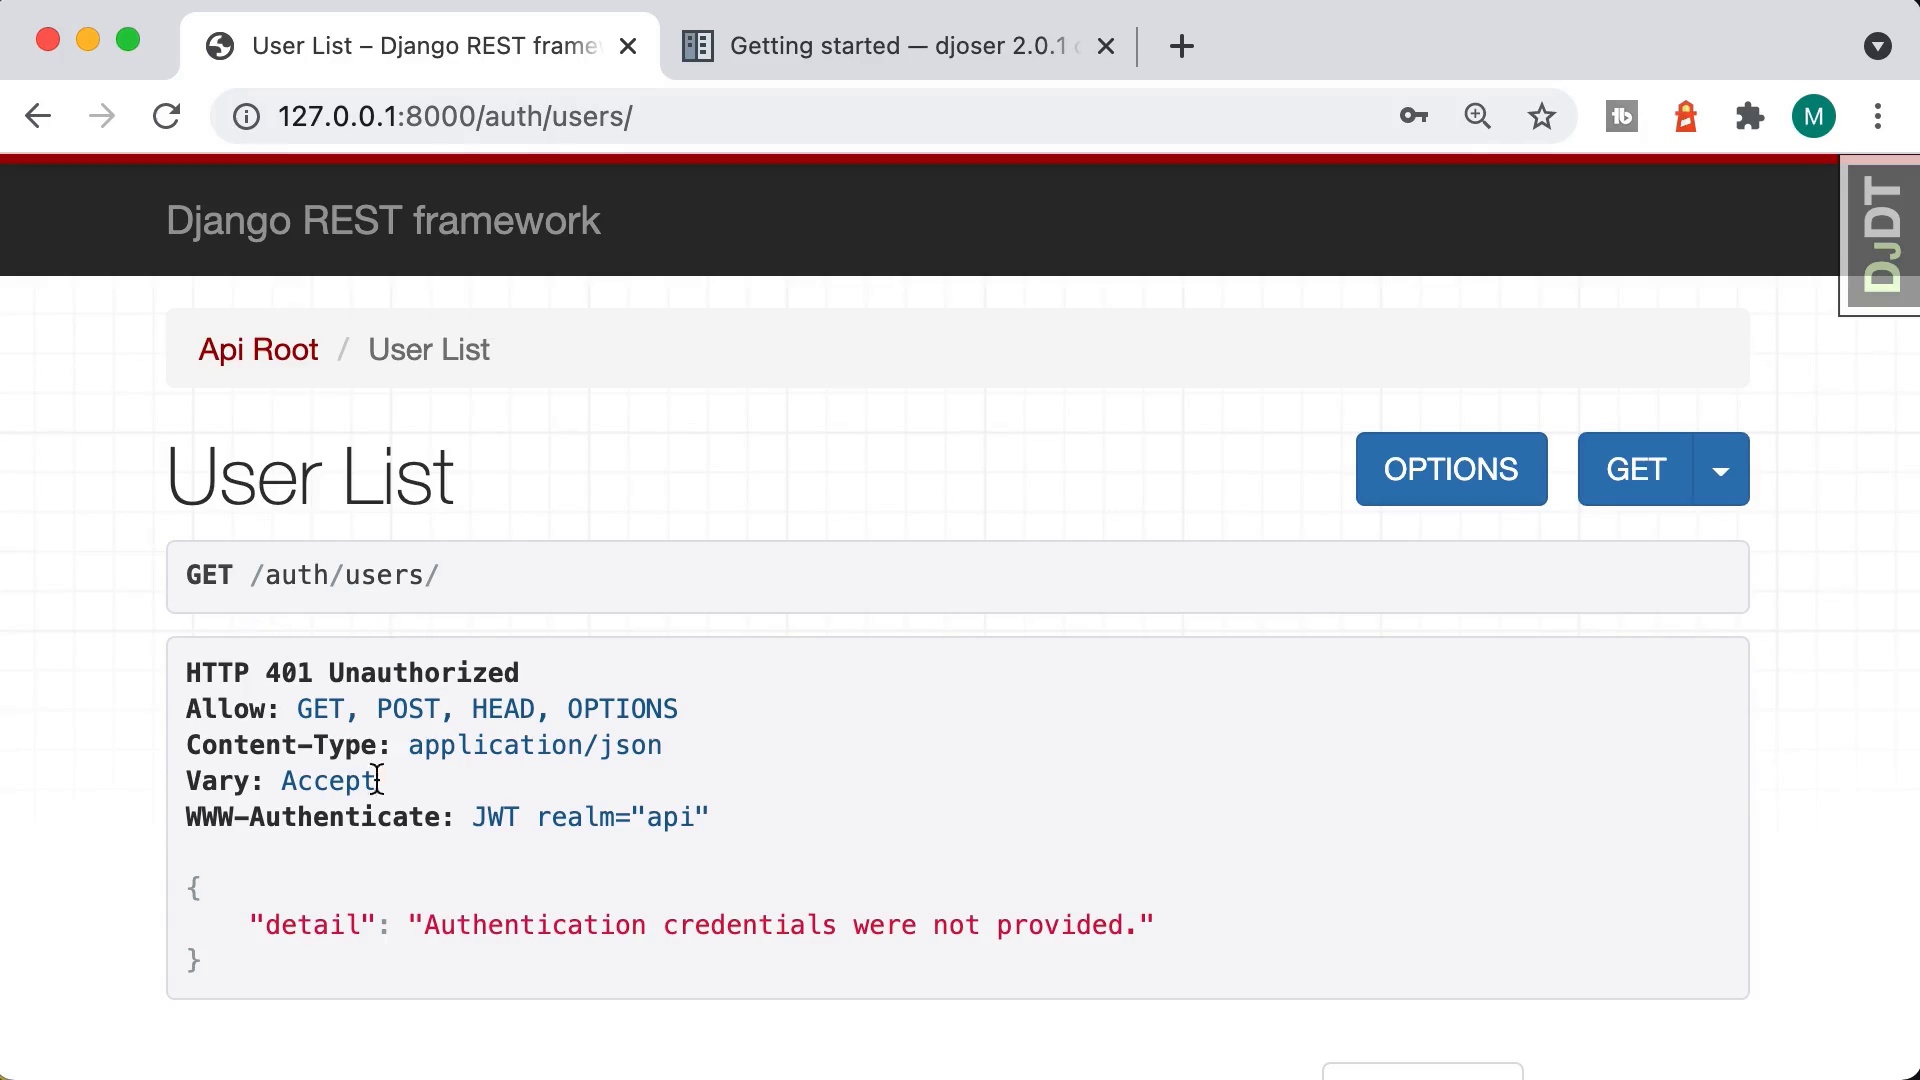 User List – Django REST frame
Getting started — djoser 2.0.1
127.0.0.1:8000/auth/users/
M
Django REST framework
DJDT
Api Root / User List
User List
OPTIONS
GET
GET /auth/users/
HTTP 401 Unauthorized
Allow: GET, POST, HEAD, OPTIONS
Content-Type: application/json
Vary: Accept
WWW-Authenticate: JWT realm="api"
{
"detail": "Authentication credentials were not provided."
}